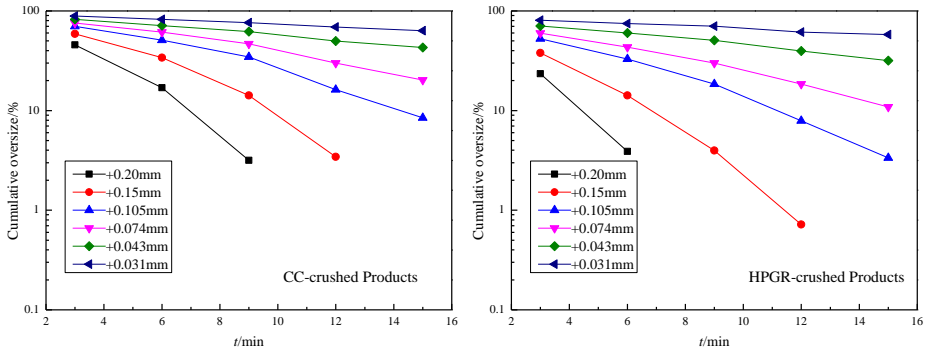 100
10
1
0.1
Cumulative oversize/%
+0.20mm
+0.15mm
+0.105mm
+0.074mm
+0.043mm
+0.031mm
CC-crushed Products
2 4 6 8 10 12 14 16
t/min
100
10
1
0.1
Cumulative oversize/%
+0.20mm
+0.15mm
+0.105mm
+0.074mm
+0.043mm
+0.031mm
HPGR-crushed Products
2 4 6 8 10 12 14 16
t/min